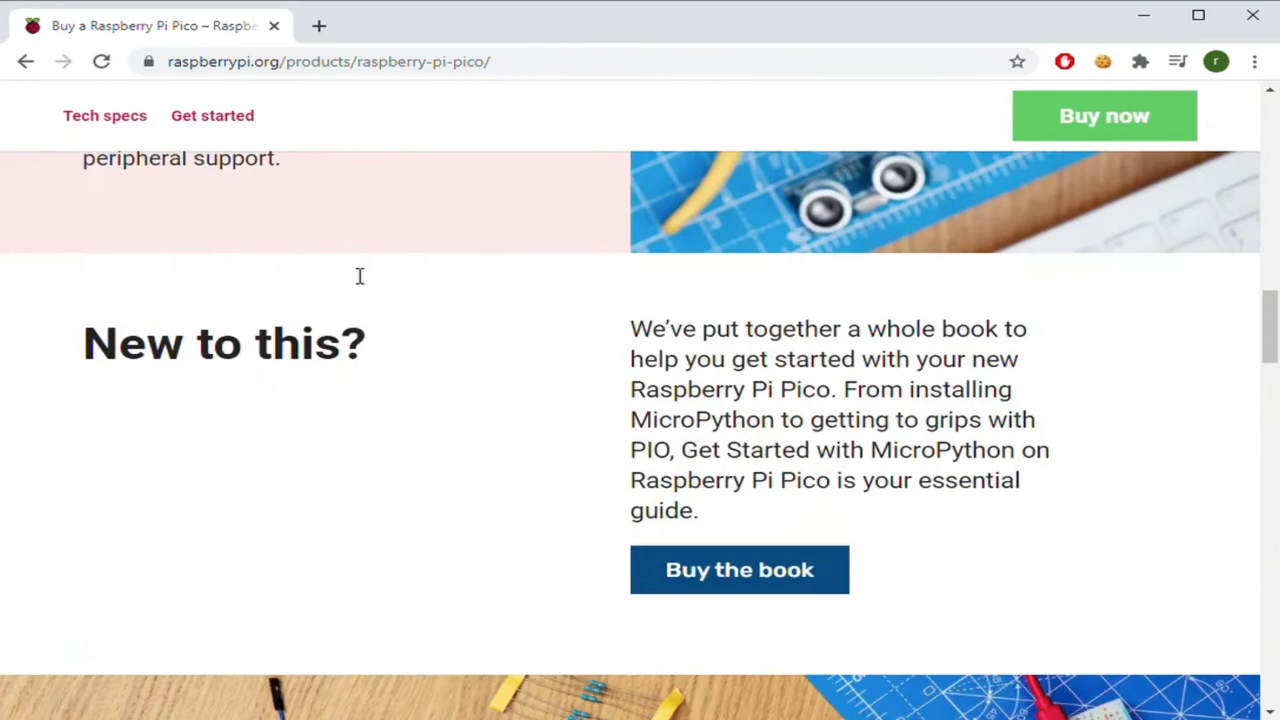 Buy a Raspberry Pi Pico – Raspbe
raspberrypi.org/products/raspberry-pi-pico/
r
Tech specs
Get started
Buy now
peripheral support.
New to this?
We’ve put together a whole book to
help you get started with your new
Raspberry Pi Pico. From installing
MicroPython to getting to grips with
PIO, Get Started with MicroPython on
Raspberry Pi Pico is your essential
guide.
Buy the book